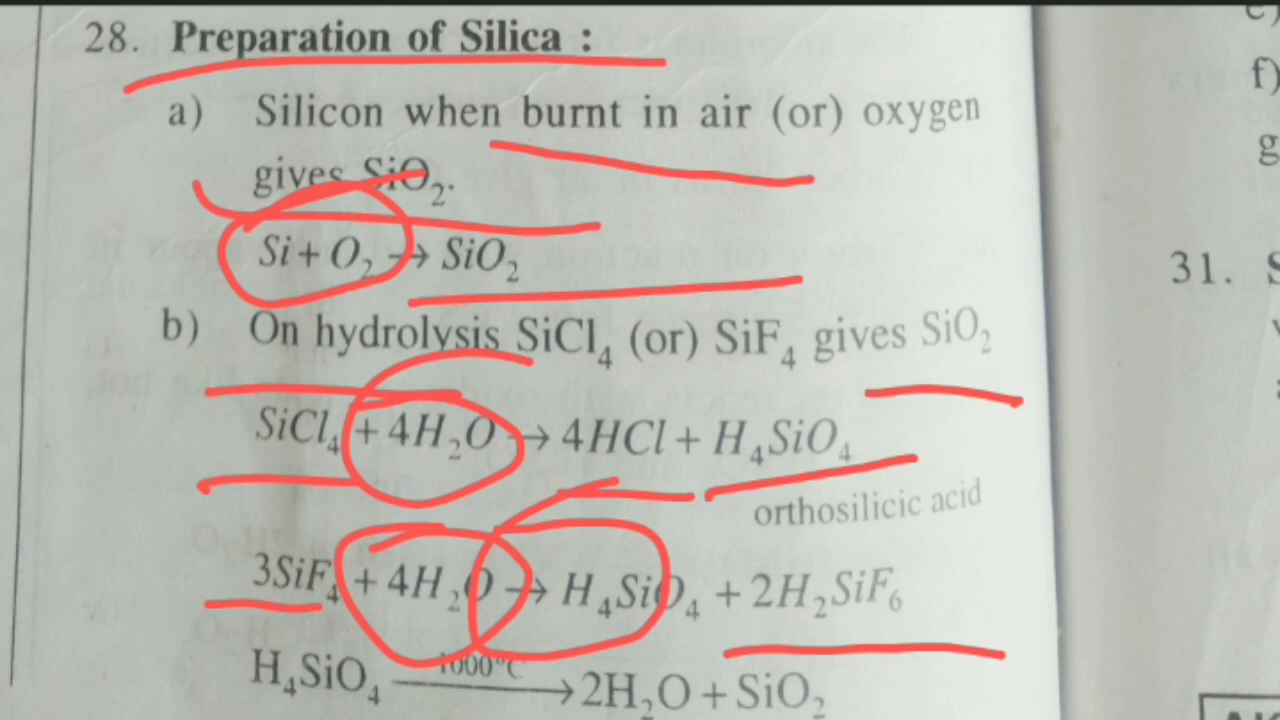 28. Preparation of Silica :
a) Silicon when burnt in air (or) oxygen
gives SiO₂.
Si + O₂ → SiO₂
b) On hydrolysis SiCl₄ (or) SiF₄ gives SiO₂
SiCl₄ + 4H₂O → 4HCl + H₄SiO₄
orthosilicic acid
3SiF₄ + 4H₂O → H₄SiO₄ + 2H₂SiF₆
1000°C
H₄SiO₄ → 2H₂O + SiO₂
e)
f)
g
31. S